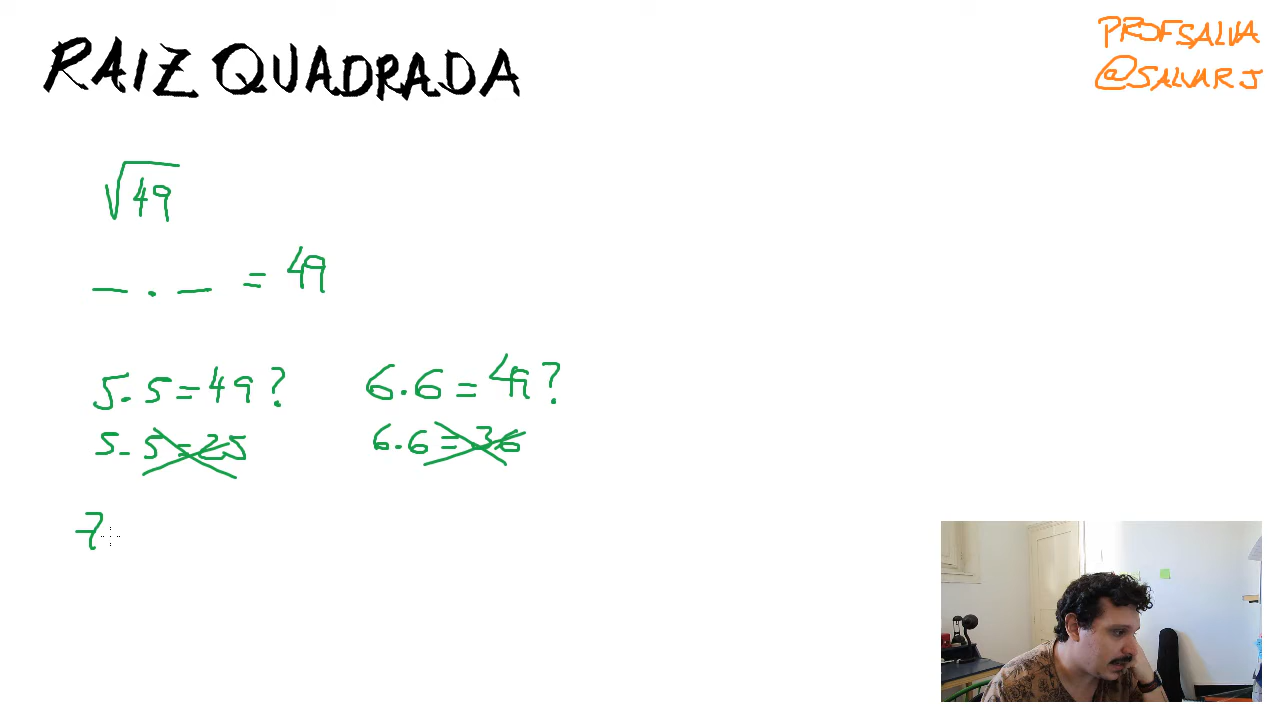 RAIZ QUADRADA
PROFSALVA
@SALVARJ
√49
_ . _ = 49
5.5=49? 6.6=49?
5.5=25 6.6=36
7